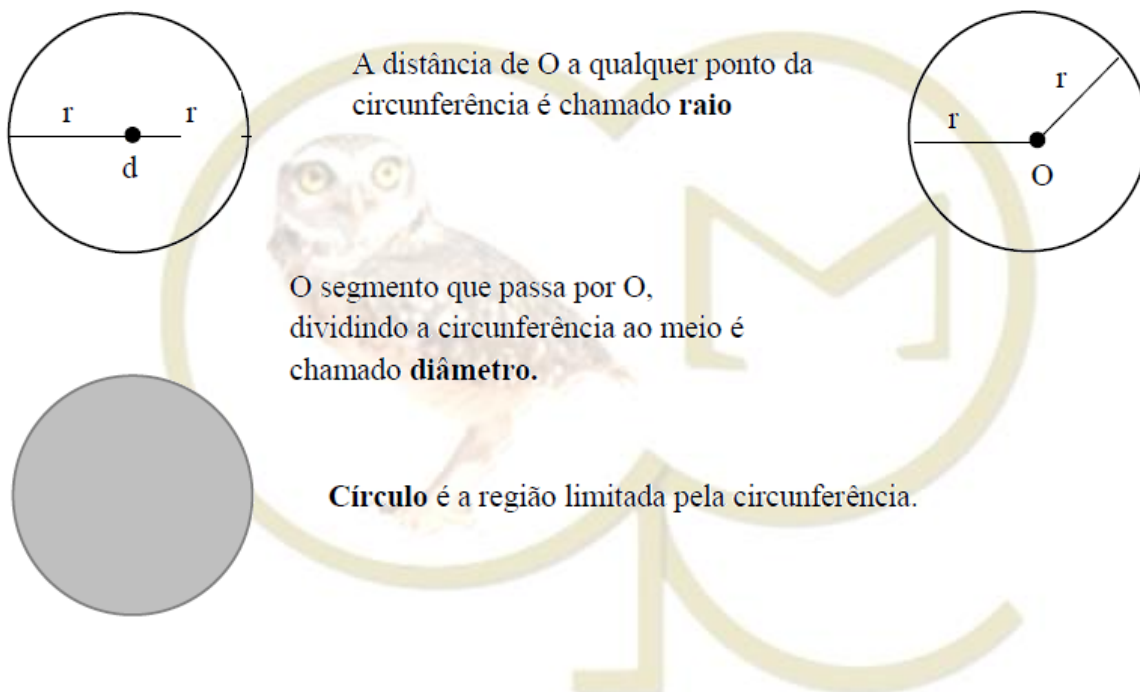 r r
d
A distância de O a qualquer ponto da
circunferência é chamado raio
r
r
O
O segmento que passa por O,
dividindo a circunferência ao meio é
chamado diâmetro.
Círculo é a região limitada pela circunferência.